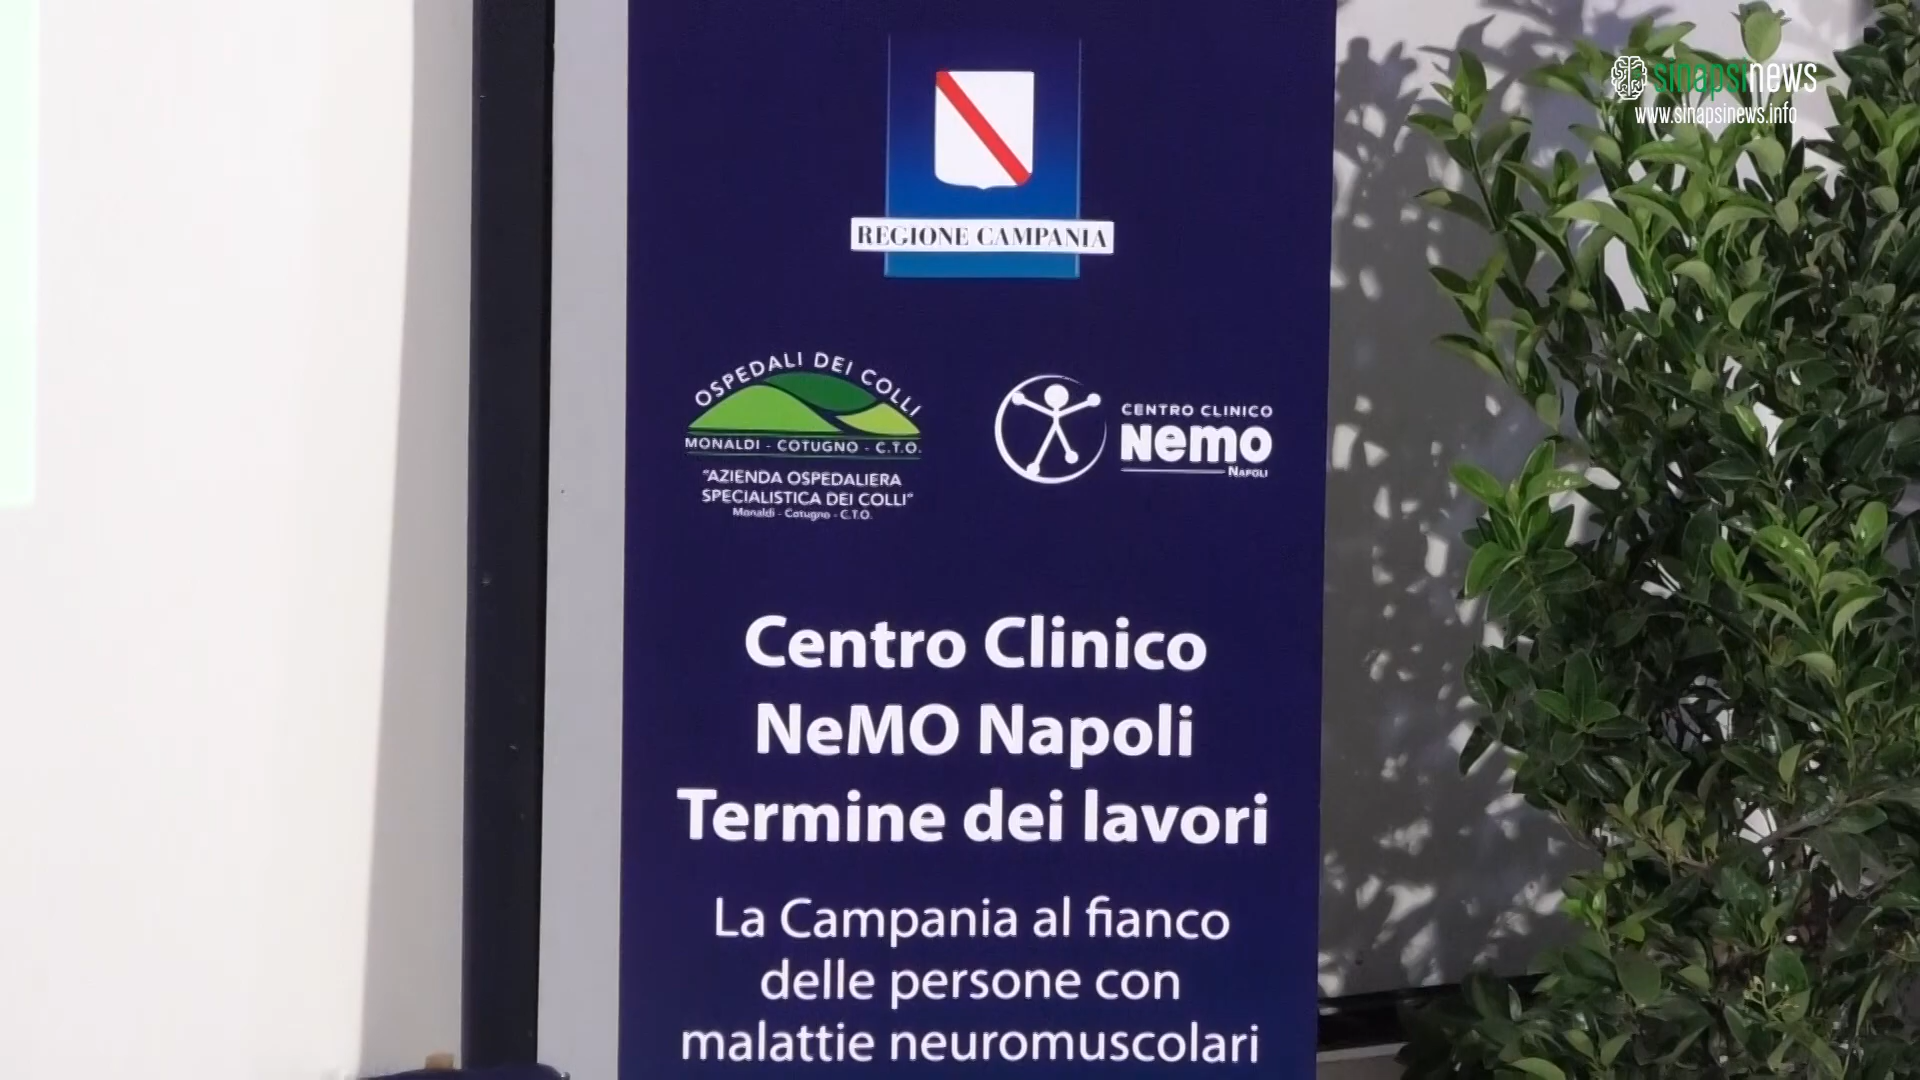 sinapsinews
www.sinapsinews.info
REGIONE CAMPANIA
OSPEDALI DEI COLLI
MONALDI - COTUGNO - C.T.O.
"AZIENDA OSPEDALIERA
SPECIALISTICA DEI COLLI"
Monaldi - Cotugno - C.T.O.
CENTRO CLINICO
Nemo
NAPOLI
Centro Clinico
NeMO Napoli
Termine dei lavori
La Campania al fianco
delle persone con
malattie neuromuscolari